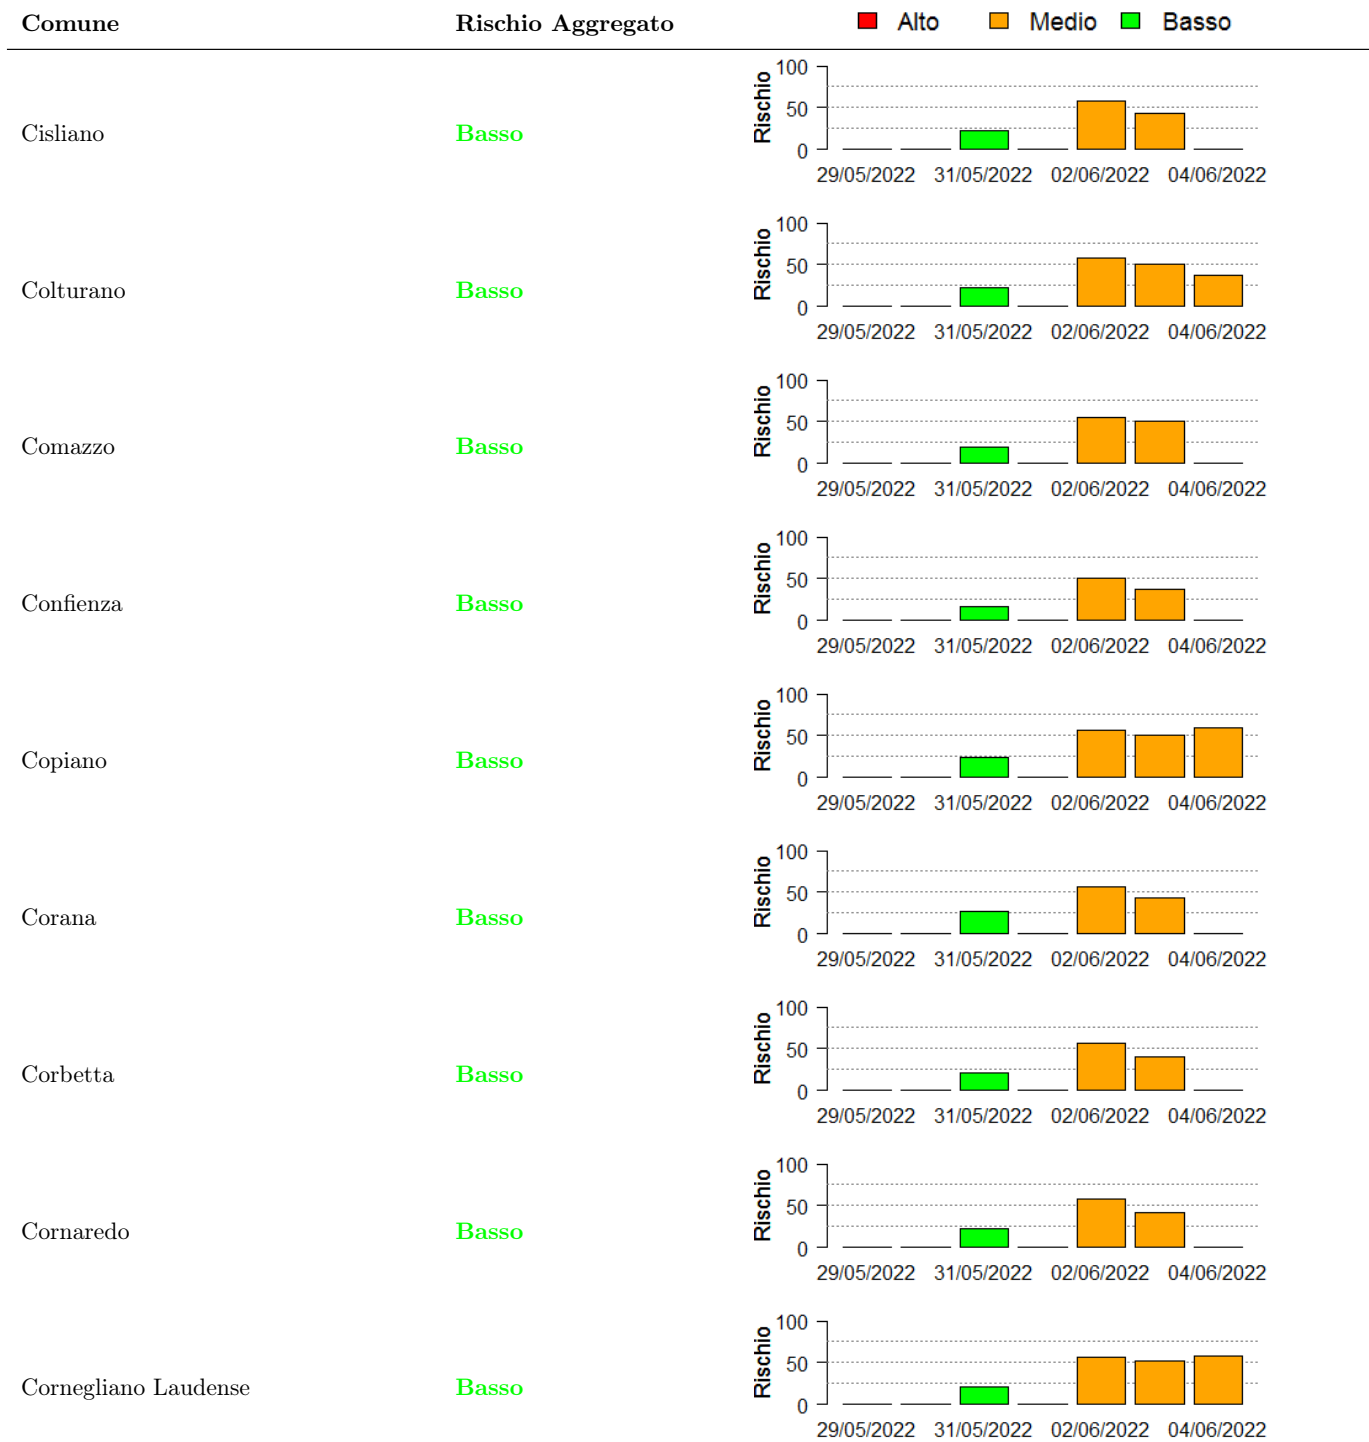 Comune Rischio Aggregato Alto Medio Basso
100
50
0
Rischio
Cisliano Basso
29/05/2022 31/05/2022 02/06/2022 04/06/2022
100
50
0
Rischio
Colturano Basso
29/05/2022 31/05/2022 02/06/2022 04/06/2022
100
50
0
Rischio
Comazzo Basso
29/05/2022 31/05/2022 02/06/2022 04/06/2022
100
50
0
Rischio
Confienza Basso
29/05/2022 31/05/2022 02/06/2022 04/06/2022
100
50
0
Rischio
Copiano Basso
29/05/2022 31/05/2022 02/06/2022 04/06/2022
100
50
0
Rischio
Corana Basso
29/05/2022 31/05/2022 02/06/2022 04/06/2022
100
50
0
Rischio
Corbetta Basso
29/05/2022 31/05/2022 02/06/2022 04/06/2022
100
50
0
Rischio
Cornaredo Basso
29/05/2022 31/05/2022 02/06/2022 04/06/2022
100
50
0
Rischio
Cornegliano Laudense Basso
29/05/2022 31/05/2022 02/06/2022 04/06/2022